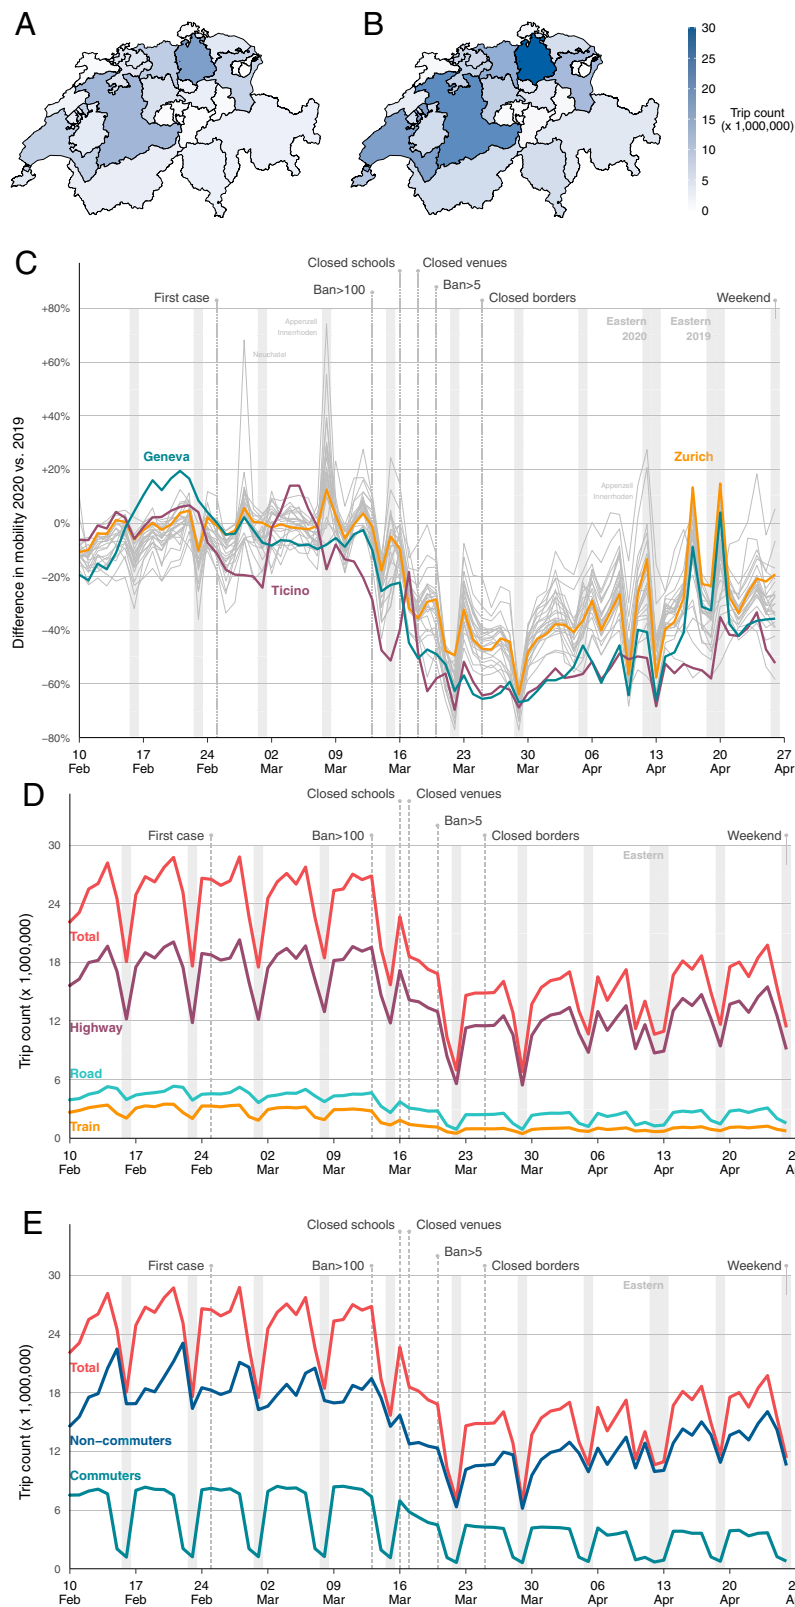 A
B
30
25
20
15
10
5
0
Trip count
(x 1,000,000)
C
Closed schools
Closed venues
Ban>100
Ban>5
First case
Closed borders
Weekend
+80%
+60%
+40%
+20%
0%
−20%
−40%
−60%
−80%
Difference in mobility 2020 vs. 2019
Appenzell
Innerrhoden
Neuchatel
Eastern
2020
Eastern
2019
Geneva
Zurich
Appenzell
Innerrhoden
Ticino
10
Feb
17
Feb
24
Feb
02
Mar
09
Mar
16
Mar
23
Mar
30
Mar
06
Apr
13
Apr
20
Apr
27
Apr
D
Closed schools
Closed venues
Ban>5
First case
Ban>100
Closed borders
Weekend
30
24
18
12
6
0
Trip count (x 1,000,000)
Eastern
Total
Highway
Road
Train
10
Feb
17
Feb
24
Feb
02
Mar
09
Mar
16
Mar
23
Mar
30
Mar
06
Apr
13
Apr
20
Apr
2
A
E
Closed schools
Closed venues
Ban>5
First case
Ban>100
Closed borders
Weekend
30
24
18
12
6
0
Trip count (x 1,000,000)
Eastern
Total
Non−commuters
Commuters
10
Feb
17
Feb
24
Feb
02
Mar
09
Mar
16
Mar
23
Mar
30
Mar
06
Apr
13
Apr
20
Apr
2
A